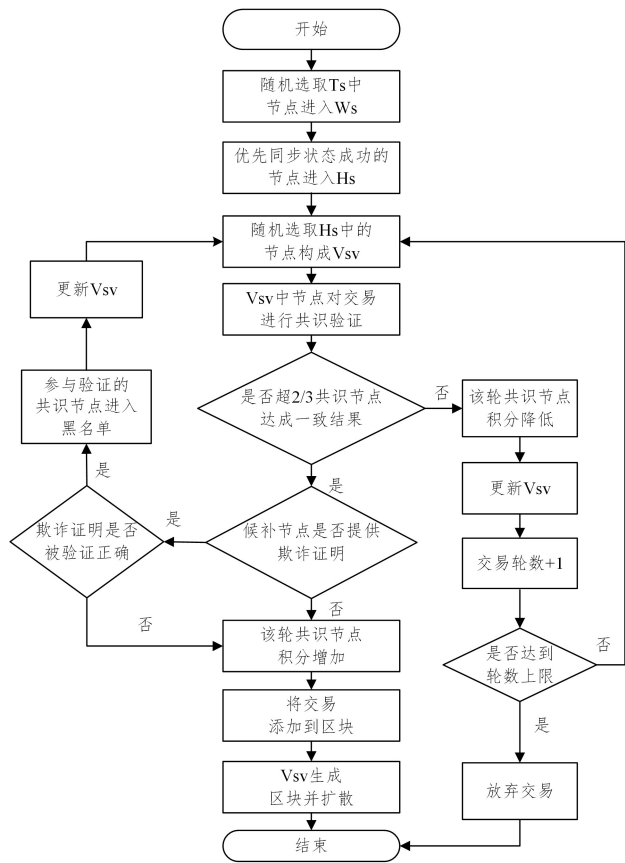 开始
随机选取Ts中
节点进入Ws
优先同步状态成功的
节点进入Hs
随机选取Hs中的
节点构成Vsv
更新Vsv
Vsv中节点对交易
进行共识验证
参与验证的
共识节点进入
黑名单
是否超2/3共识节点
达成一致结果
否
该轮共识节点
积分降低
是
是
更新Vsv
欺诈证明是否
被验证正确
是
候补节点是否提供
欺诈证明
交易轮数+1
否
否
该轮共识节点
积分增加
是否达到
轮数上限
否
将交易
添加到区块
是
Vsv生成
区块并扩散
放弃交易
结束